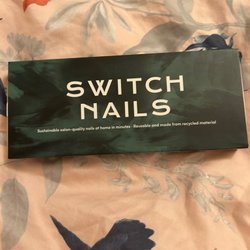 SWITCH
NAILS
Sustainable salon-quality nails at home in minutes · Reusable and made from recycled material